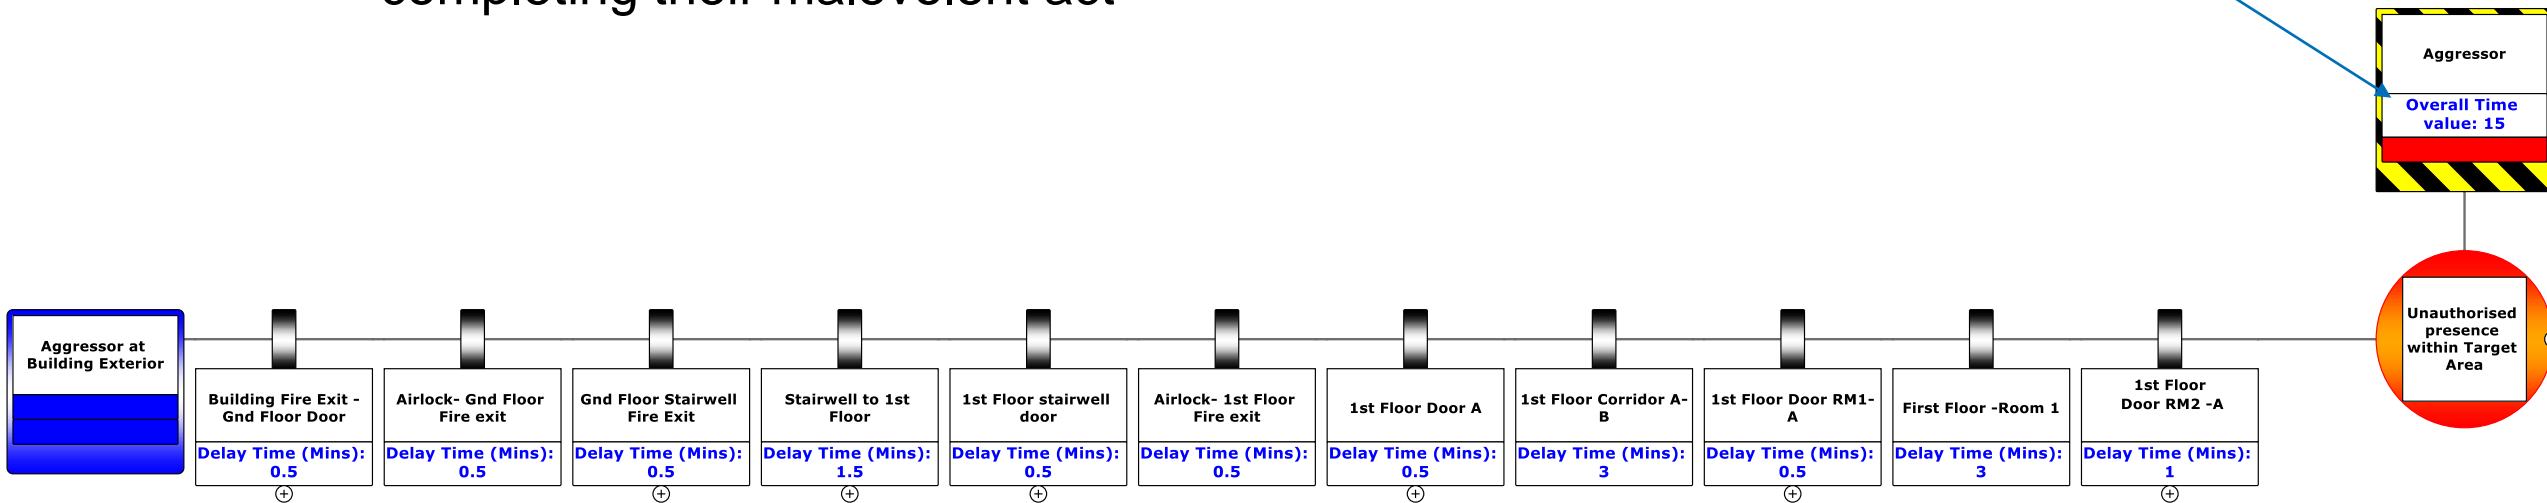 completing their malevolent act
Aggressor
Overall Time
value: 15
Aggressor at
Building Exterior
Building Fire Exit -
Gnd Floor Door
Delay Time (Mins):
0.5
Airlock- Gnd Floor
Fire exit
Delay Time (Mins):
0.5
Gnd Floor Stairwell
Fire Exit
Delay Time (Mins):
0.5
Stairwell to 1st
Floor
Delay Time (Mins):
1.5
1st Floor stairwell
door
Delay Time (Mins):
0.5
Airlock- 1st Floor
Fire exit
Delay Time (Mins):
0.5
1st Floor Door A
Delay Time (Mins):
0.5
1st Floor Corridor A-
B
Delay Time (Mins):
3
1st Floor Door RM1-
A
Delay Time (Mins):
0.5
First Floor -Room 1
Delay Time (Mins):
3
1st Floor
Door RM2 -A
Delay Time (Mins):
1
Unauthorised
presence
within Target
Area